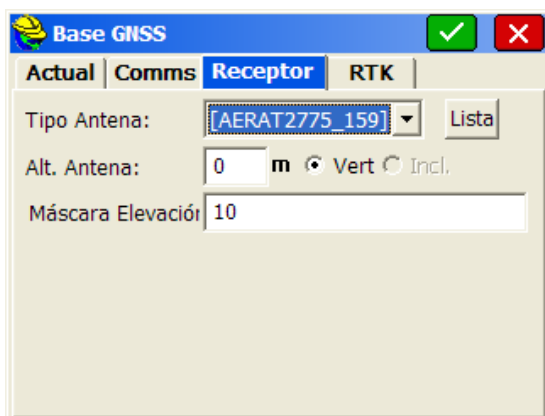 Base GNSS
Actual Comms Receptor RTK
Tipo Antena: [AERAT2775_159] Lista
Alt. Antena: 0 m Vert Incl.
Máscara Elevación 10